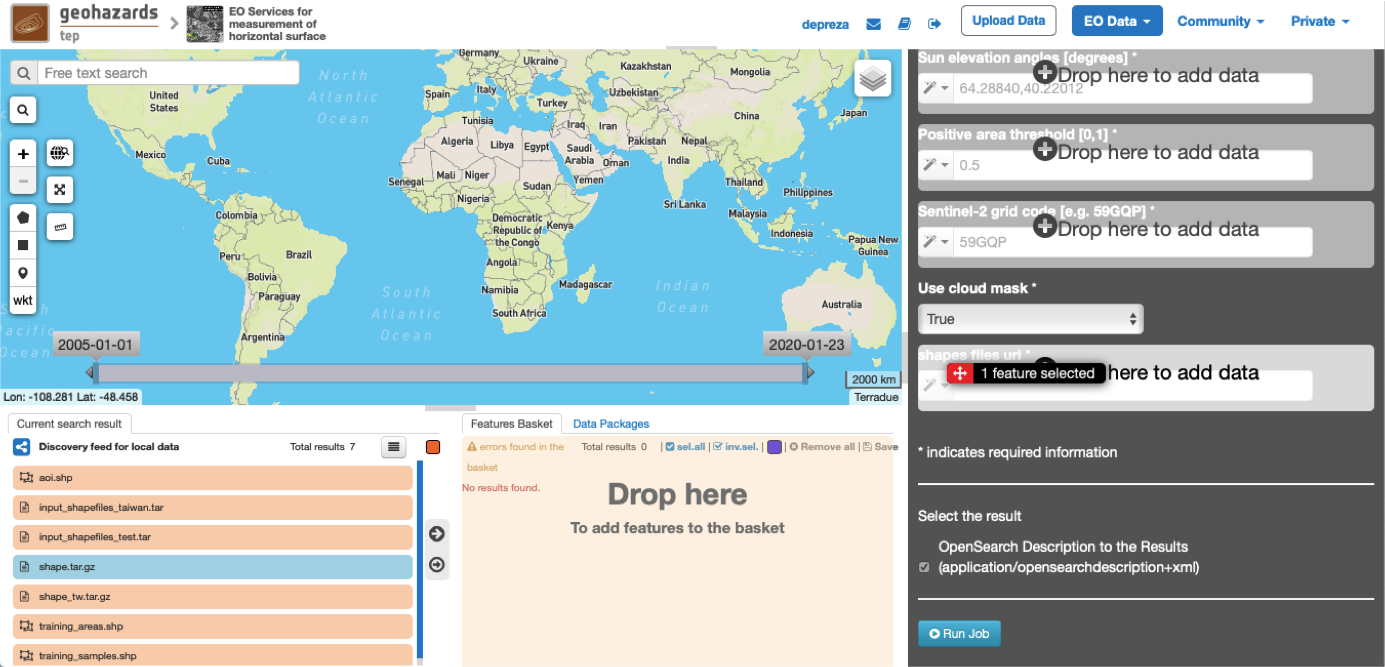 geohazards
tep
EO Services for
measurement of
horizontal surface
depreza
Upload Data
EO Data
Community
Private
Free text search
North
Atlantic
Ocean
Germany
Ukraine
Kazakhstan
Mongolia
United
States
Spain
Italy
Turkey
Uzbekistan
China
Japan
Tunisia
Iraq
Iran
Algeria
Libya
Egypt
Saudi
Arabia
Oman
Pakistan
Nepal
India
Mexico
Cuba
Senegal
Mali
Niger
Sudan
Yemen
Thailand
Philippines
Nigeria
Sri Lanka
Malaysia
Colombia
Democratic
Republic of
the Congo
Kenya
Indonesia
Papua New
Guinea
Peru
Brazil
Angola
Bolivia
Namibia
Madagascar
Paraguay
South Africa
Australia
South
Atlantic
Ocean
Indian
Ocean
Argentina
Pacific
Ocean
wkt
2005-01-01
2020-01-23
2000 km
Lon: -108.281 Lat: -48.458
Terradue
Current search result
Discovery feed for local data
Total results 7
aoi.shp
input_shapefiles_taiwan.tar
input_shapefiles_test.tar
shape.tar.gz
shape_tw.tar.gz
training_areas.shp
training_samples.shp
Features Basket
Data Packages
errors found in the
basket
Total results 0
sel.all | inv.sel. | | Remove all | Save
No results found.
Drop here
To add features to the basket
Sun elevation angles [degrees] *
Drop here to add data
64.28840,40.22012
Positive area threshold [0,1] *
Drop here to add data
0.5
Sentinel-2 grid code [e.g. 59GQP] *
Drop here to add data
59GQP
Use cloud mask *
True
shapes files url *
1 feature selected
here to add data
* indicates required information
Select the result
OpenSearch Description to the Results
(application/opensearchdescription+xml)
Run Job